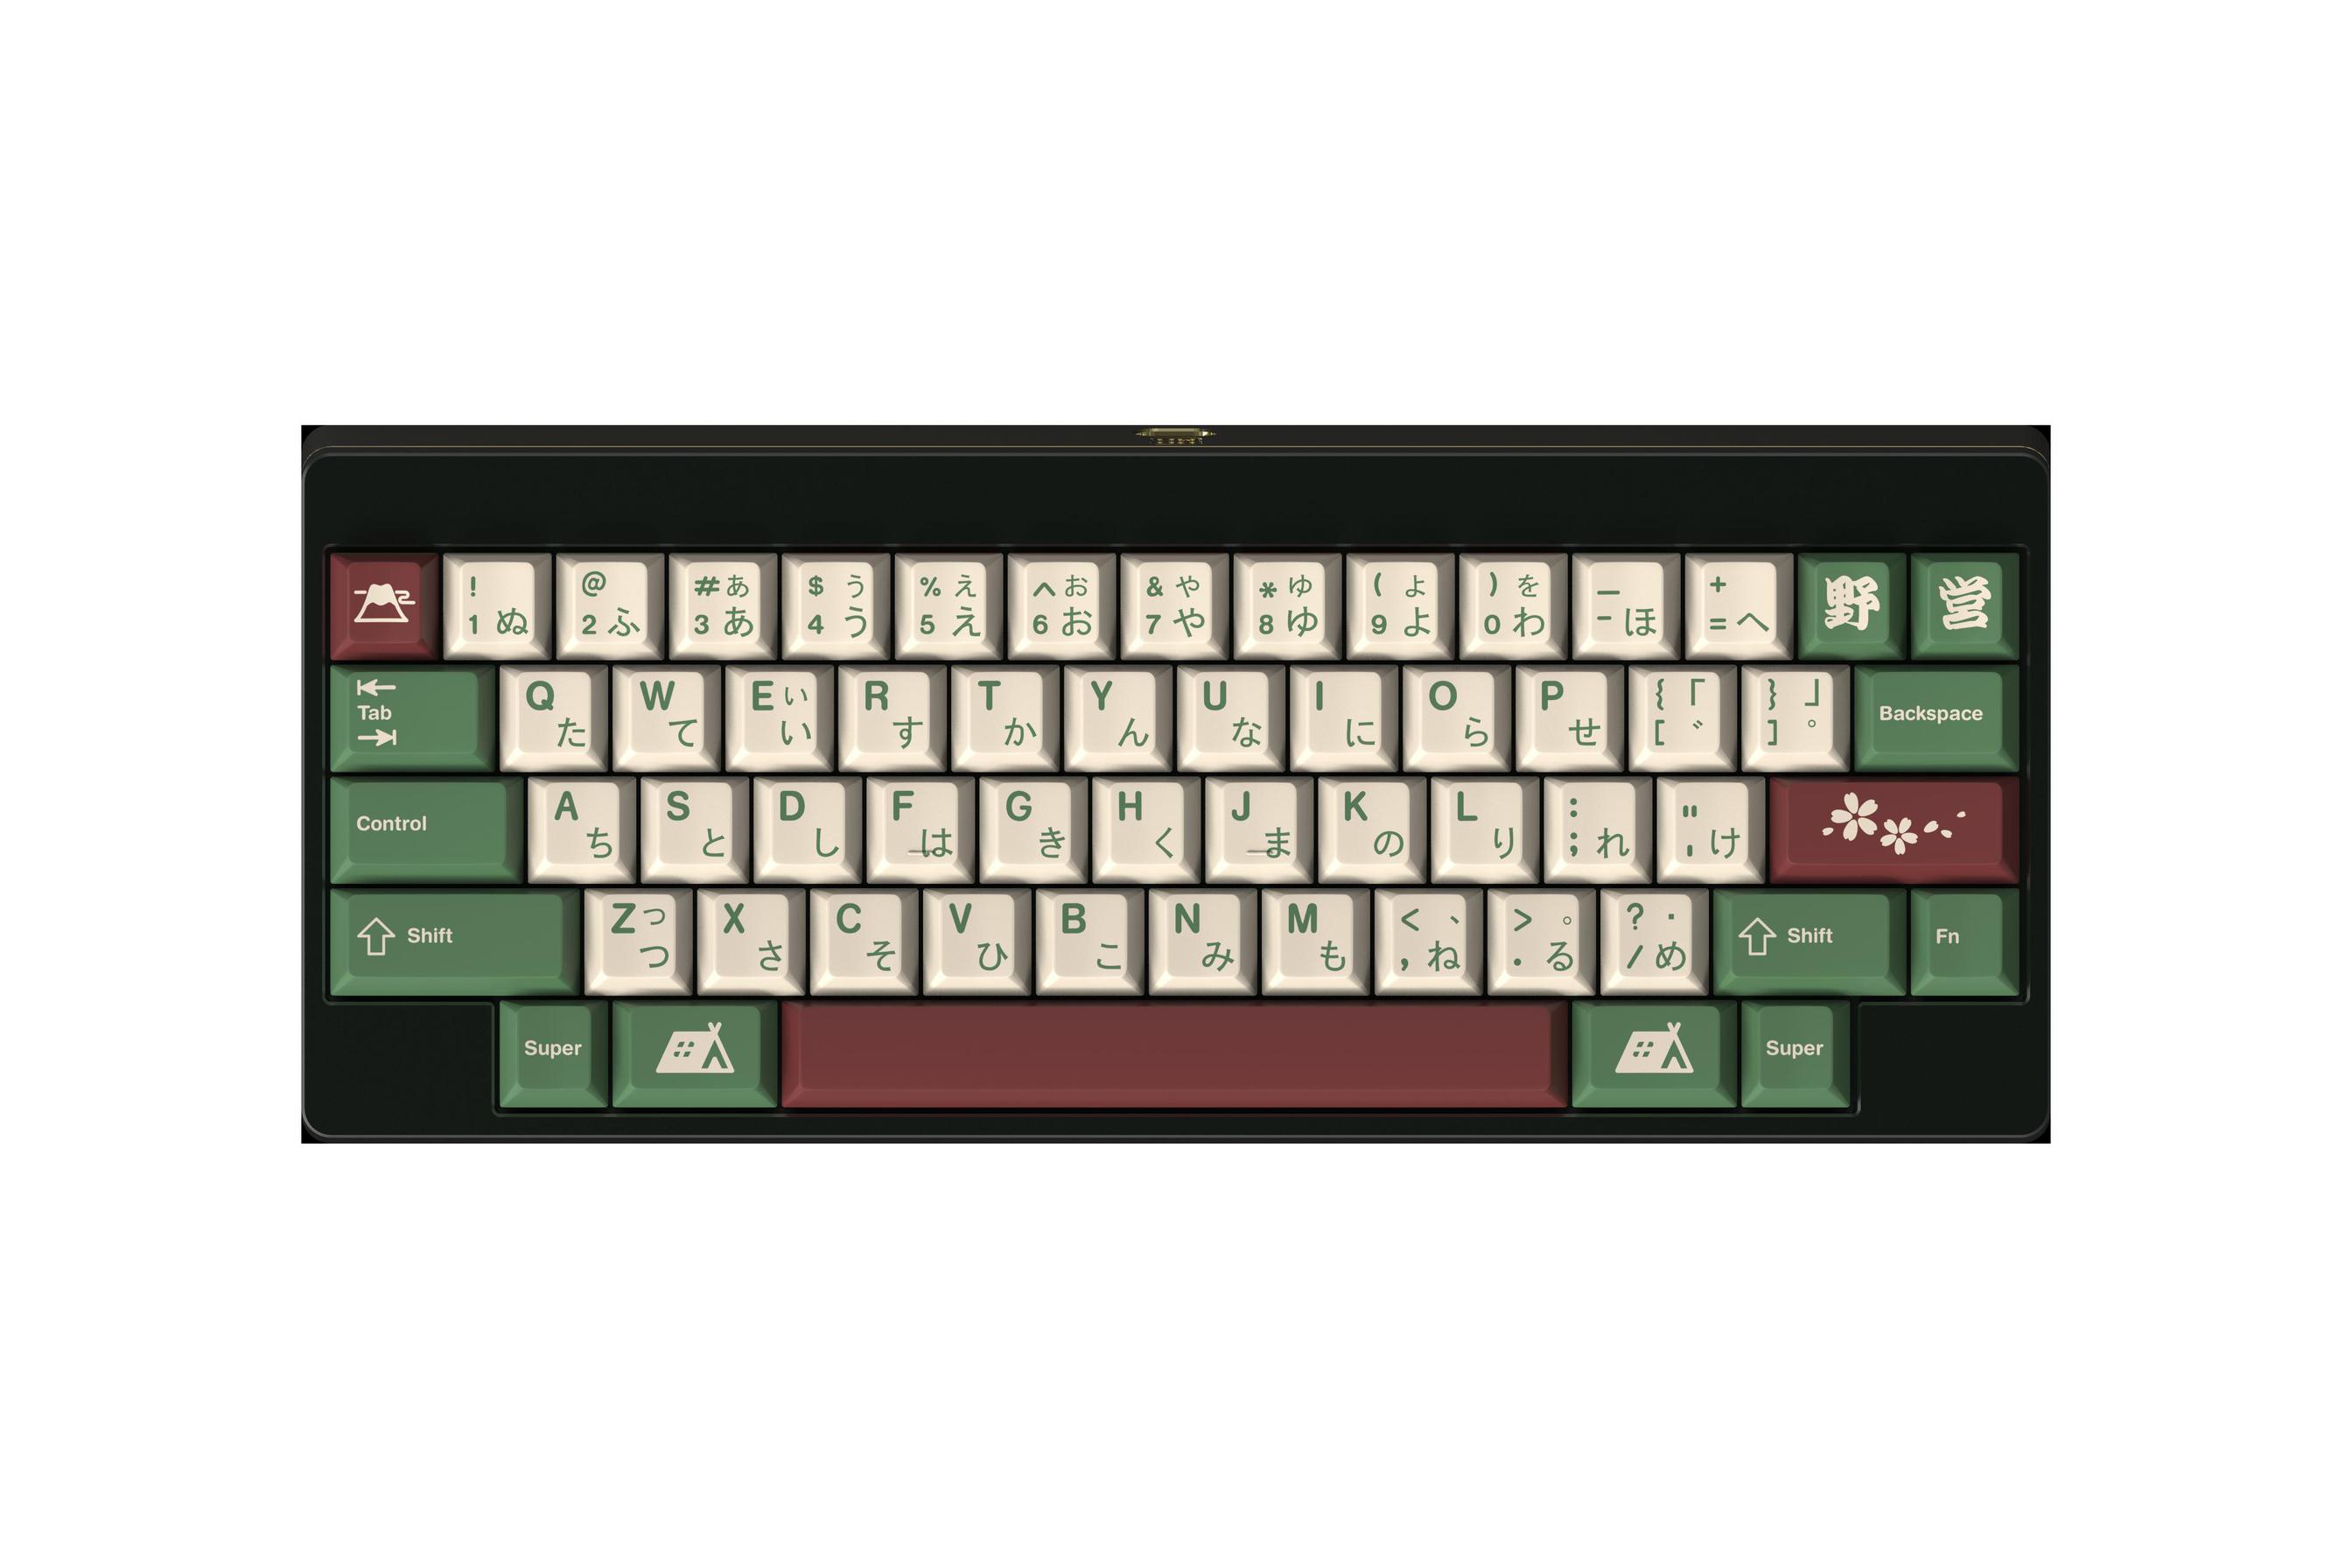 ! 1 ぬ
@ 2 ふ
# あ 3 あ
$ う 4 う
% え 5 え
^ お 6 お
& や 7 や
* ゆ 8 ゆ
( よ 9 よ
) を 0 わ
_ - ほ
+ = へ
野
営
Tab
Q た
W て
E い い
R す
T か
Y ん
U な
I に
O ら
P せ
{ 「 [ ゛
} 」 ] ゜
Backspace
Control
A ち
S と
D し
F は
G き
H く
J ま
K の
L り
: ; れ
" ' け
Shift
Z っ つ
X さ
C そ
V ひ
B こ
N み
M も
< 、 , ね
> 。 . る
? ・ / め
Shift
Fn
Super
Super